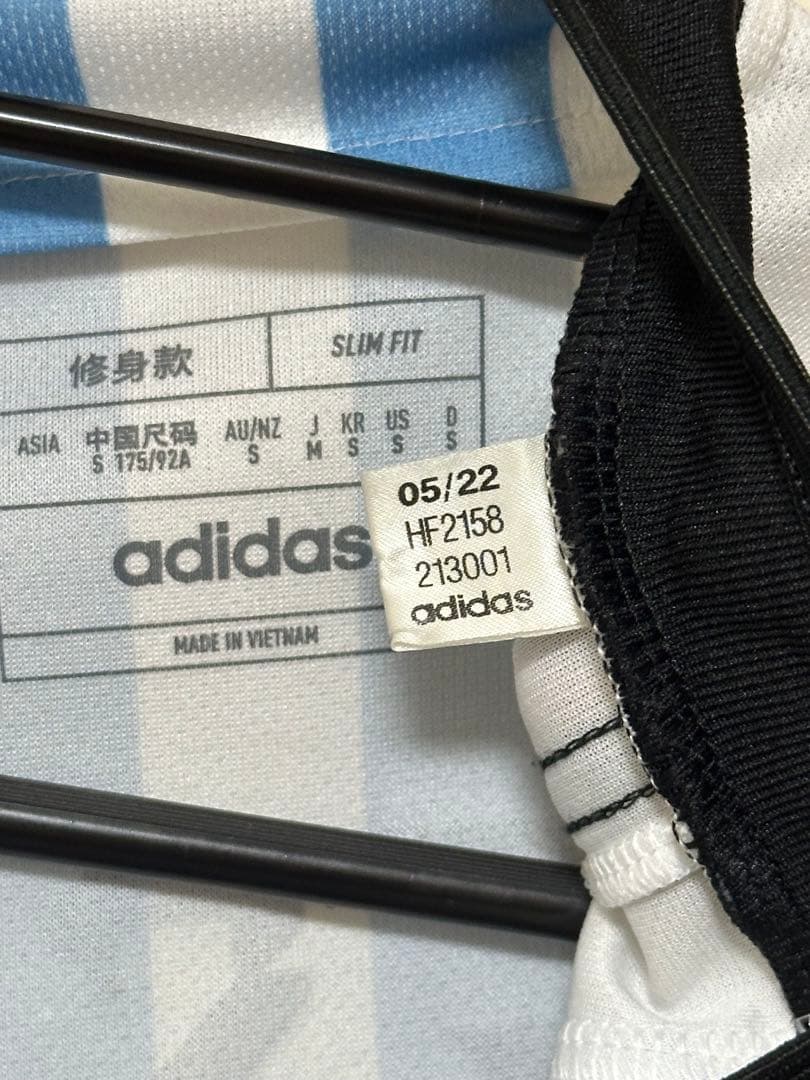 修身款 SLIM FIT
ASIA 中国尺码 AU/NZ J KR US D
S 175/92A S M S S S
adidas
MADE IN VIETNAM
05/22
HF2158
213001
adidas